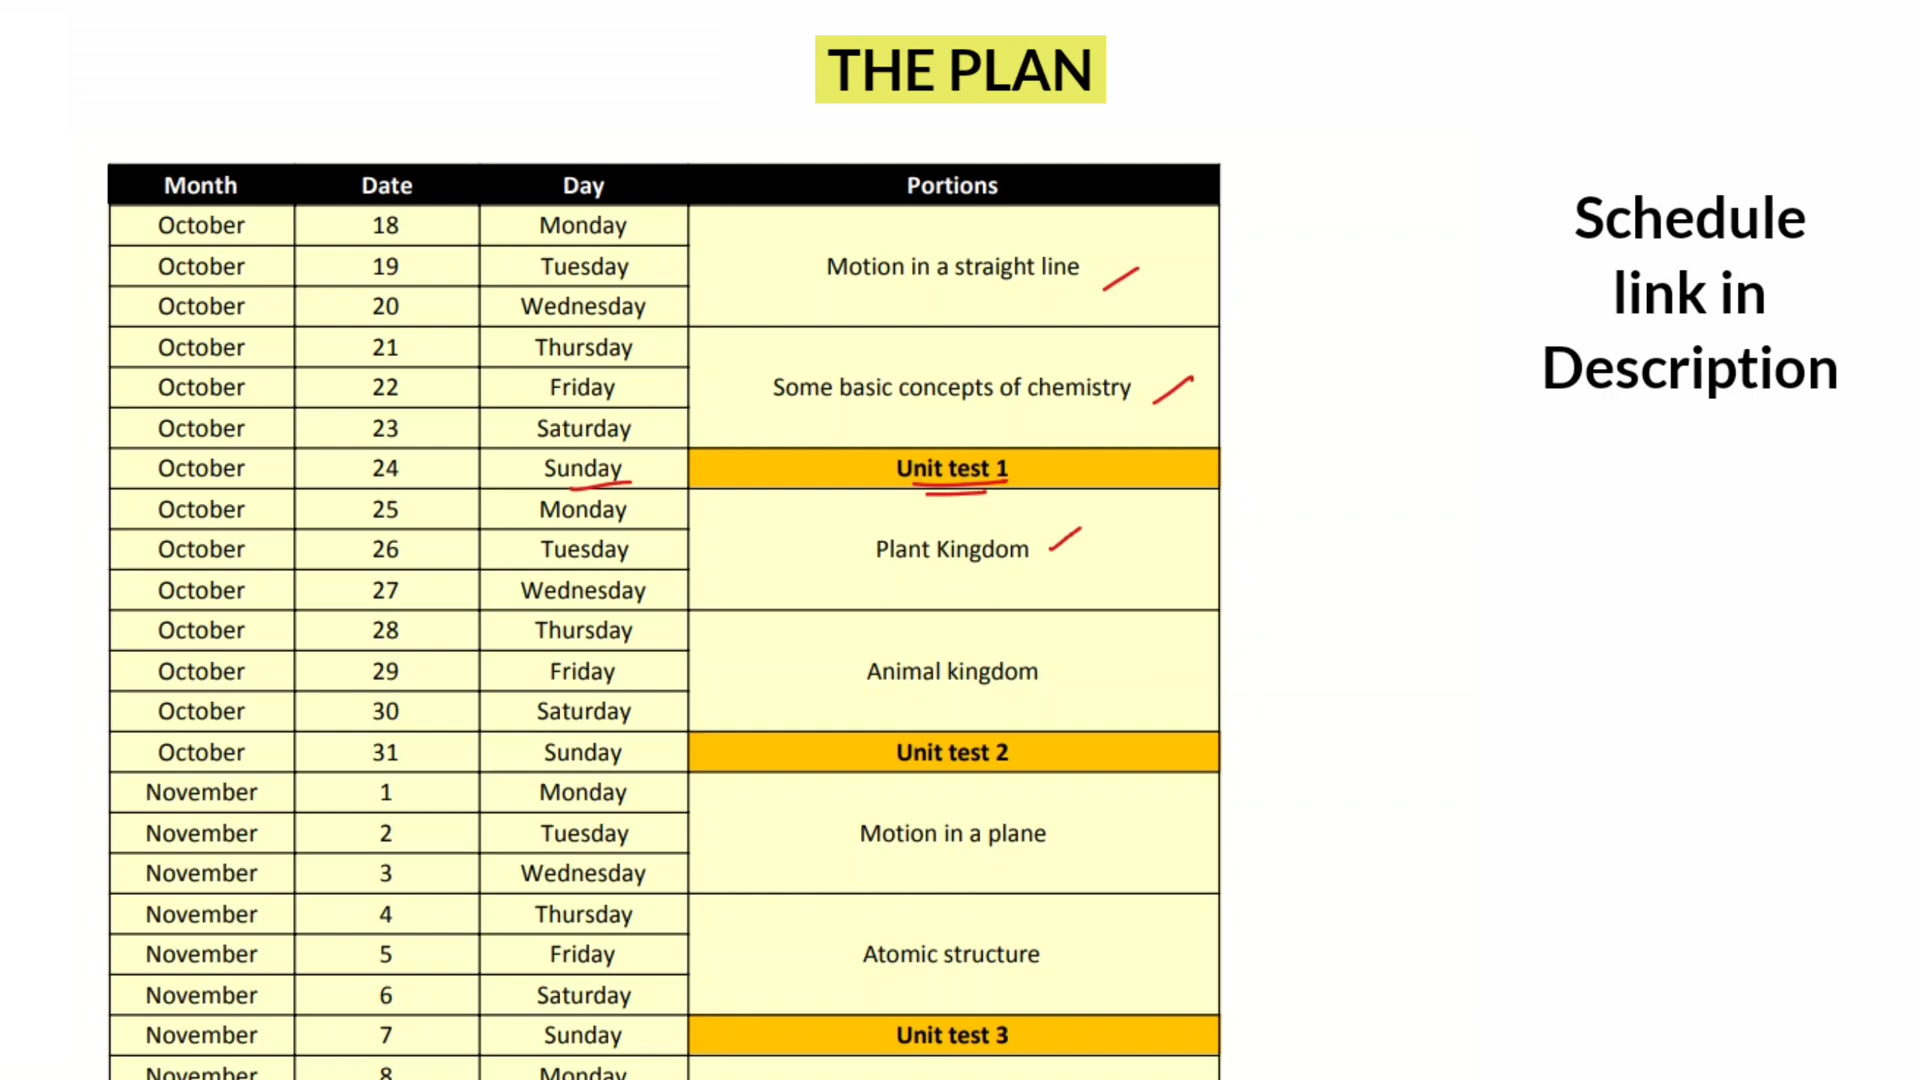 THE PLAN
Schedule
link in
Description
Month Date Day Portions
October 18 Monday
October 19 Tuesday Motion in a straight line
October 20 Wednesday
October 21 Thursday
October 22 Friday Some basic concepts of chemistry
October 23 Saturday
October 24 Sunday Unit test 1
October 25 Monday
October 26 Tuesday Plant Kingdom
October 27 Wednesday
October 28 Thursday
October 29 Friday Animal kingdom
October 30 Saturday
October 31 Sunday Unit test 2
November 1 Monday
November 2 Tuesday Motion in a plane
November 3 Wednesday
November 4 Thursday
November 5 Friday Atomic structure
November 6 Saturday
November 7 Sunday Unit test 3
November 8 Monday